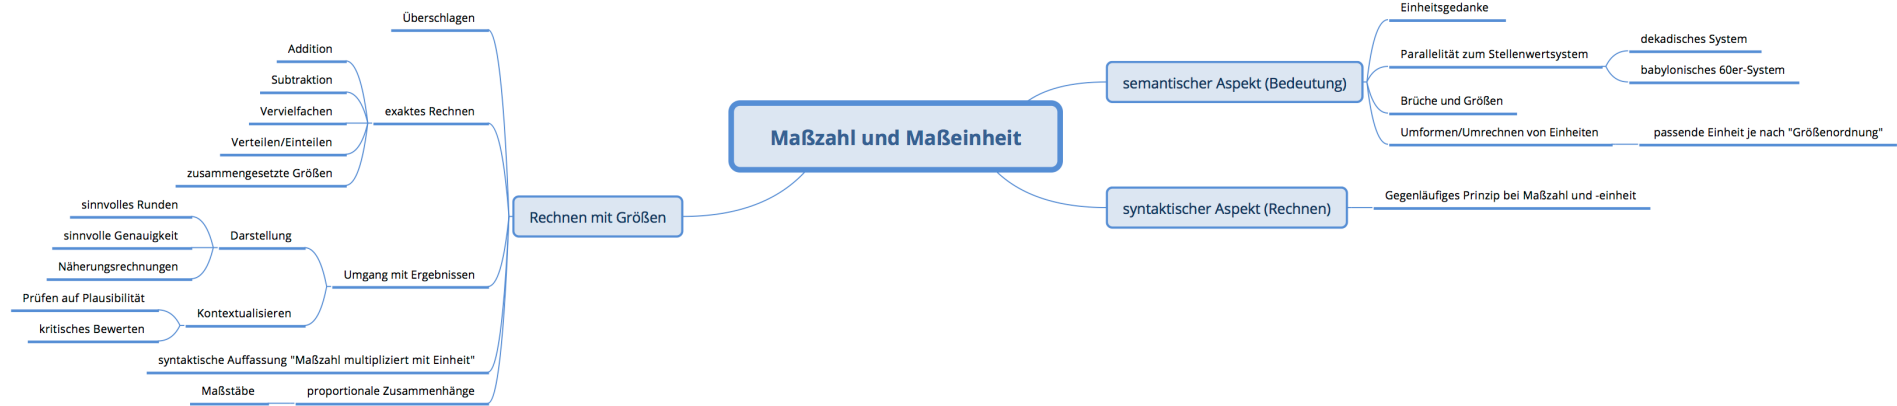 Maßzahl und Maßeinheit
semantischer Aspekt (Bedeutung)
Einheitsgedanke
Parallelität zum Stellenwertsystem
dekadisches System
babylonisches 60er-System
Brüche und Größen
Umformen/Umrechnen von Einheiten
passende Einheit je nach "Größenordnung"
syntaktischer Aspekt (Rechnen)
Gegenläufiges Prinzip bei Maßzahl und -einheit
Rechnen mit Größen
Überschlagen
exaktes Rechnen
Addition
Subtraktion
Vervielfachen
Verteilen/Einteilen
zusammengesetzte Größen
Umgang mit Ergebnissen
Darstellung
sinnvolles Runden
sinnvolle Genauigkeit
Näherungsrechnungen
Kontextualisieren
Prüfen auf Plausibilität
kritisches Bewerten
syntaktische Auffassung "Maßzahl multipliziert mit Einheit"
proportionale Zusammenhänge
Maßstäbe